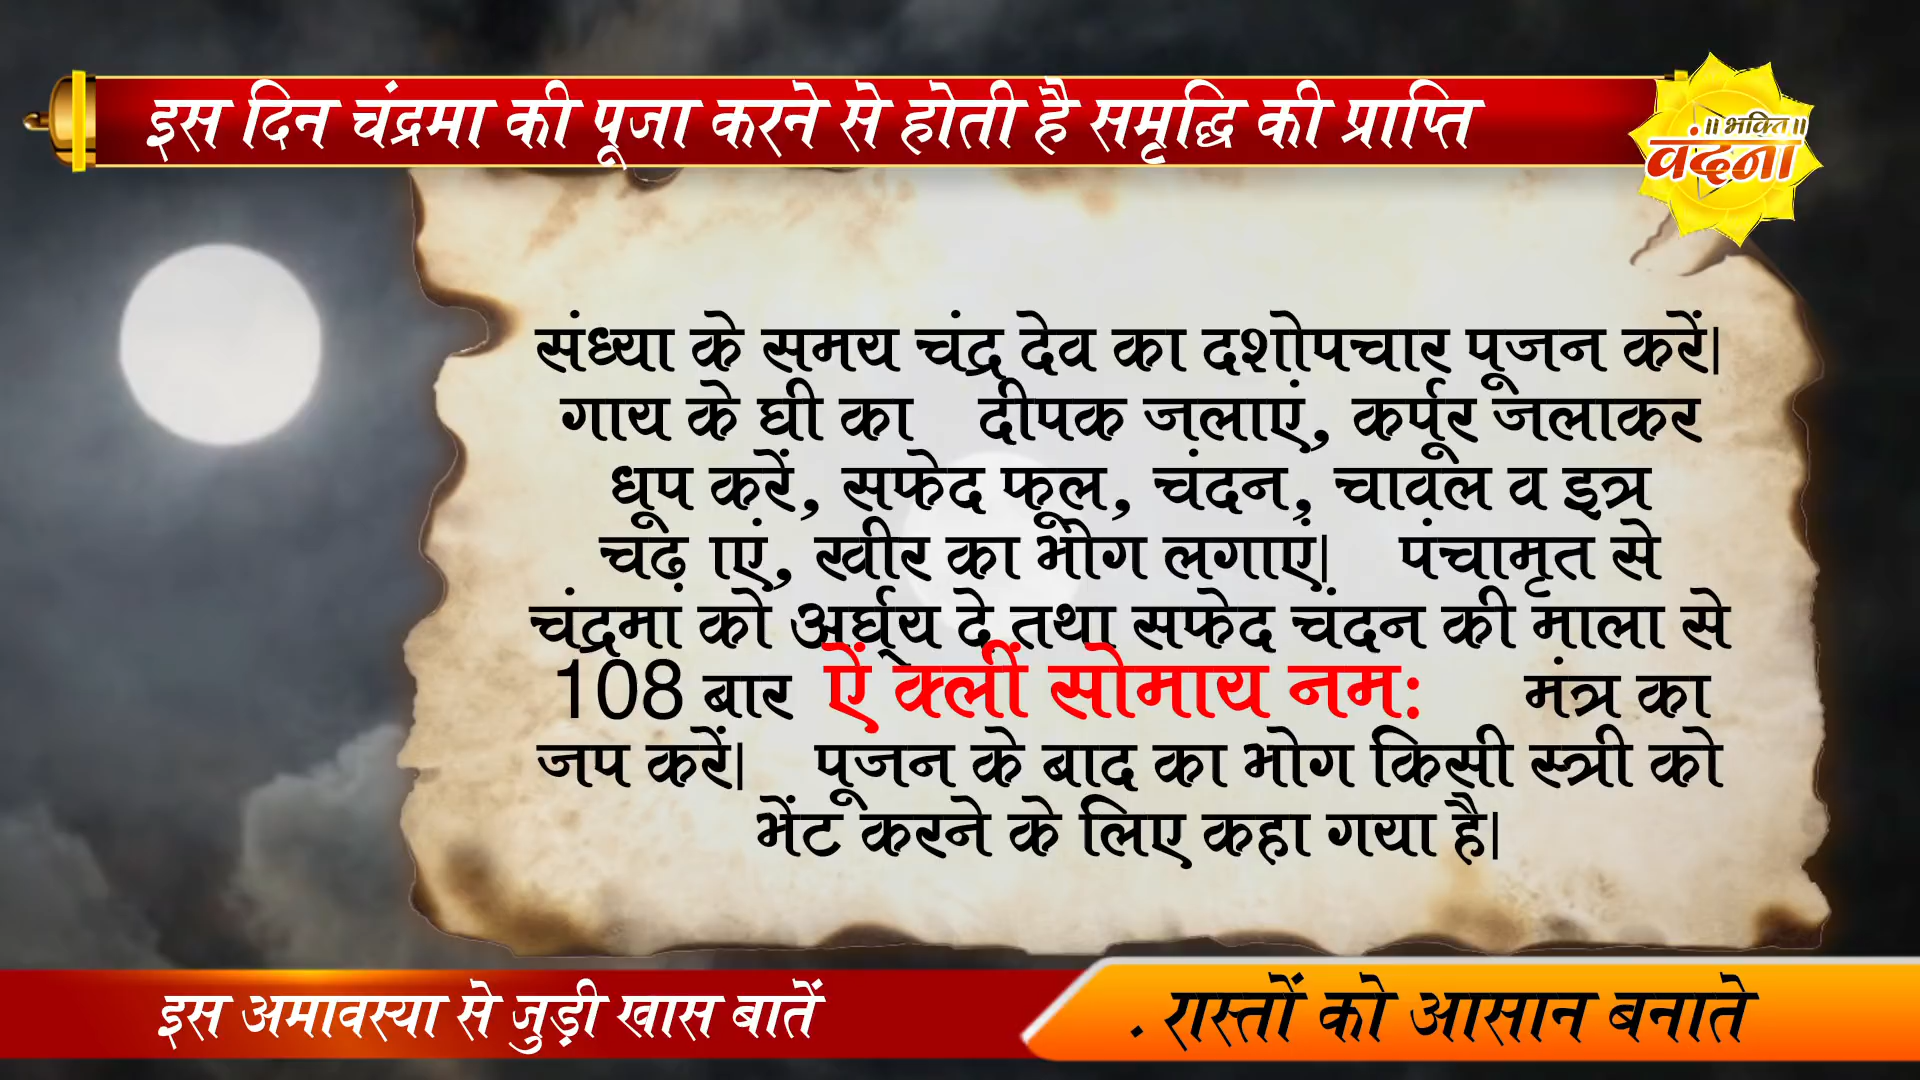 इस दिन चंद्रमा की पूजा करने से होती है समृद्धि की प्राप्ति
॥ भक्ति ॥
वंदना
संध्या के समय चंद्र देव का दशोपचार पूजन करें|
गाय के घी का दीपक जलाएं, कर्पूर जलाकर
धूप करें, सफेद फूल, चंदन, चावल व इत्र
चढ़ाएं, खीर का भोग लगाएं| पंचामृत से
चंद्रमां को अर्घ्य दे तथा सफेद चंदन की माला से
108 बार ऐं क्लीं सोमाय नमः मंत्र का
जप करें| पूजन के बाद का भोग किसी स्त्री को
भेंट करने के लिए कहा गया है|
इस अमावस्या से जुड़ी खास बातें
. रास्तों को आसान बनाते